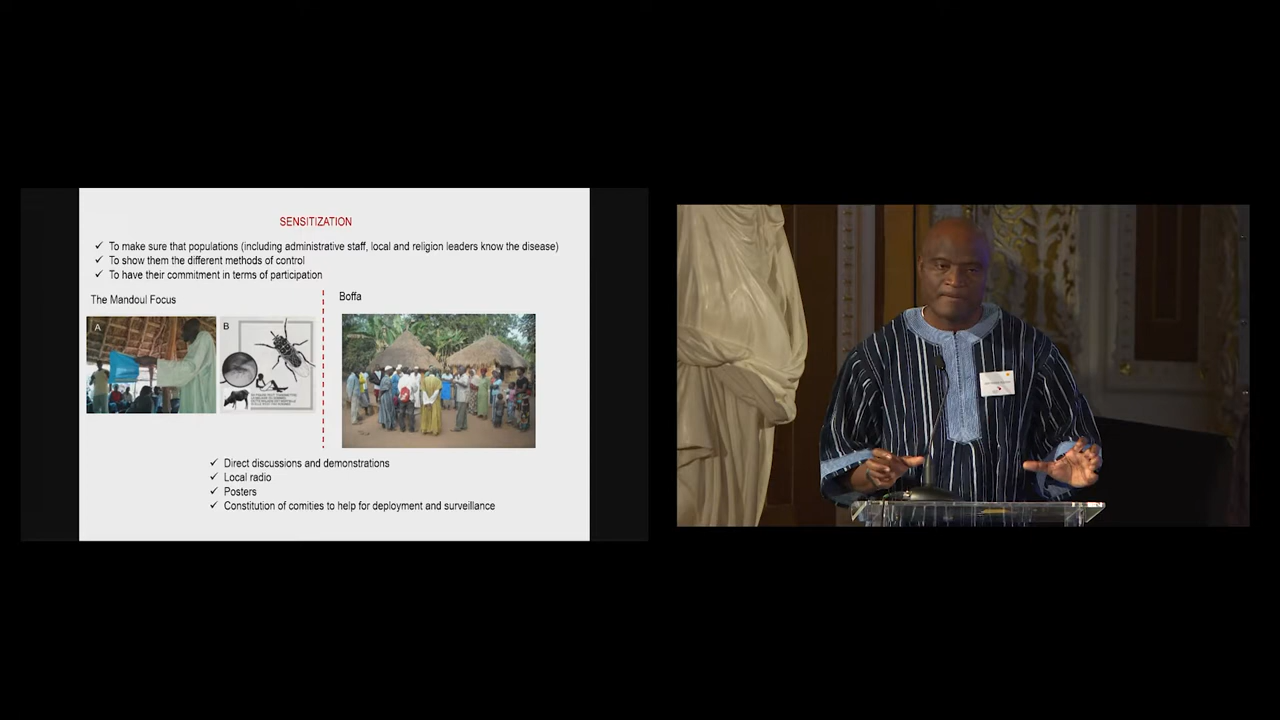 SENSITIZATION
✓ To make sure that populations (including administrative staff, local and religion leaders know the disease)
✓ To show them the different methods of control
✓ To have their commitment in terms of participation
The Mandoul Focus
Boffa
A
B
✓ Direct discussions and demonstrations
✓ Local radio
✓ Posters
✓ Constitution of comities to help for deployment and surveillance